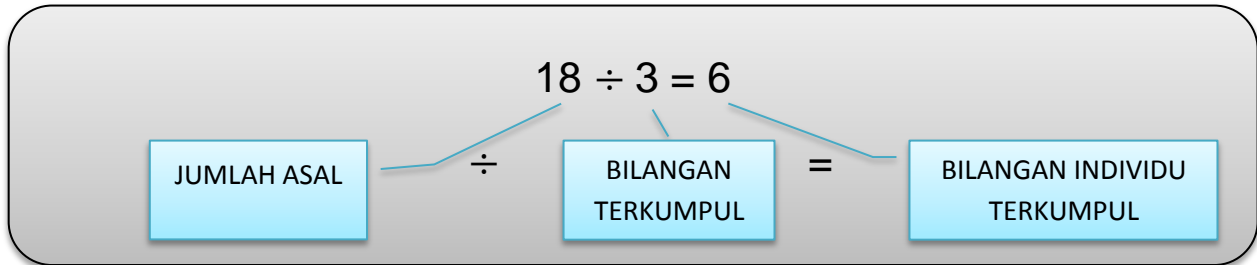 18 ÷ 3 = 6
JUMLAH ASAL
÷
BILANGAN
TERKUMPUL
=
BILANGAN INDIVIDU
TERKUMPUL